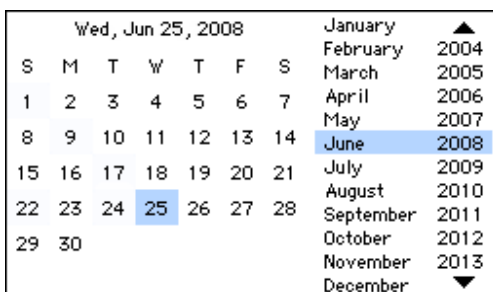 Wed, Jun 25, 2008
S M T W T F S
1 2 3 4 5 6 7
8 9 10 11 12 13 14
15 16 17 18 19 20 21
22 23 24 25 26 27 28
29 30
January
February 2004
March 2005
April 2006
May 2007
June 2008
July 2009
August 2010
September 2011
October 2012
November 2013
December